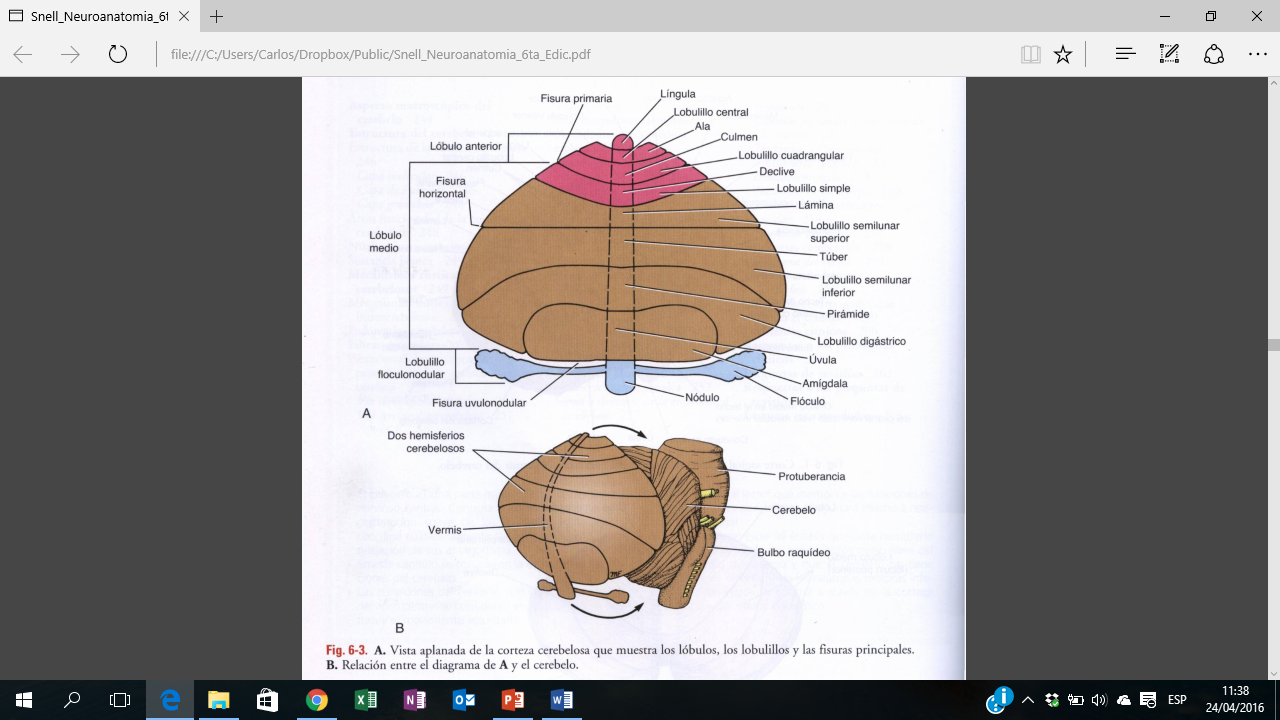 Snell_Neuroanatomia_6t
file:///C:/Users/Carlos/Dropbox/Public/Snell_Neuroanatomia_6ta_Edic.pdf
Fisura primaria
Língula
Lobulillo central
Ala
Culmen
Lóbulo anterior
Lobulillo cuadrangular
Declive
Fisura
horizontal
Lobulillo simple
Lámina
Lobulillo semilunar
superior
Lóbulo
medio
Túber
Lobulillo semilunar
inferior
Pirámide
Lobulillo digástrico
Úvula
Lobulillo
floculonodular
Amígdala
Nódulo
Flóculo
Fisura uvulonodular
A
Dos hemisferios
cerebelosos
Protuberancia
Cerebelo
Vermis
Bulbo raquídeo
B
Fig. 6-3. A. Vista aplanada de la corteza cerebelosa que muestra los lóbulos, los lobulillos y las fisuras principales.
B. Relación entre el diagrama de A y el cerebelo.
ESP
11:38
24/04/2016